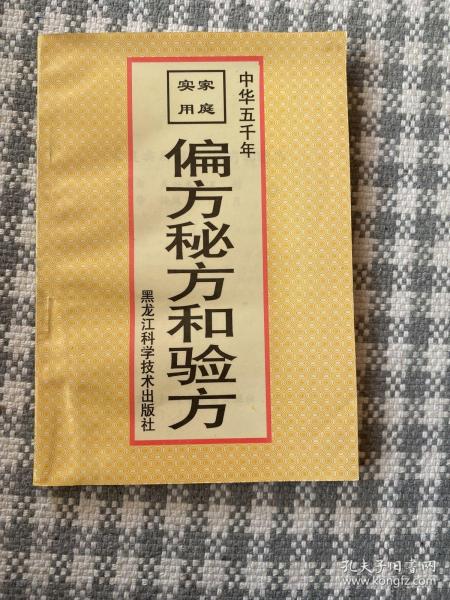 中华五千年
家庭
实用
偏方秘方和验方
黑龙江科学技术出版社
孔夫子旧书网
www.kongfz.com